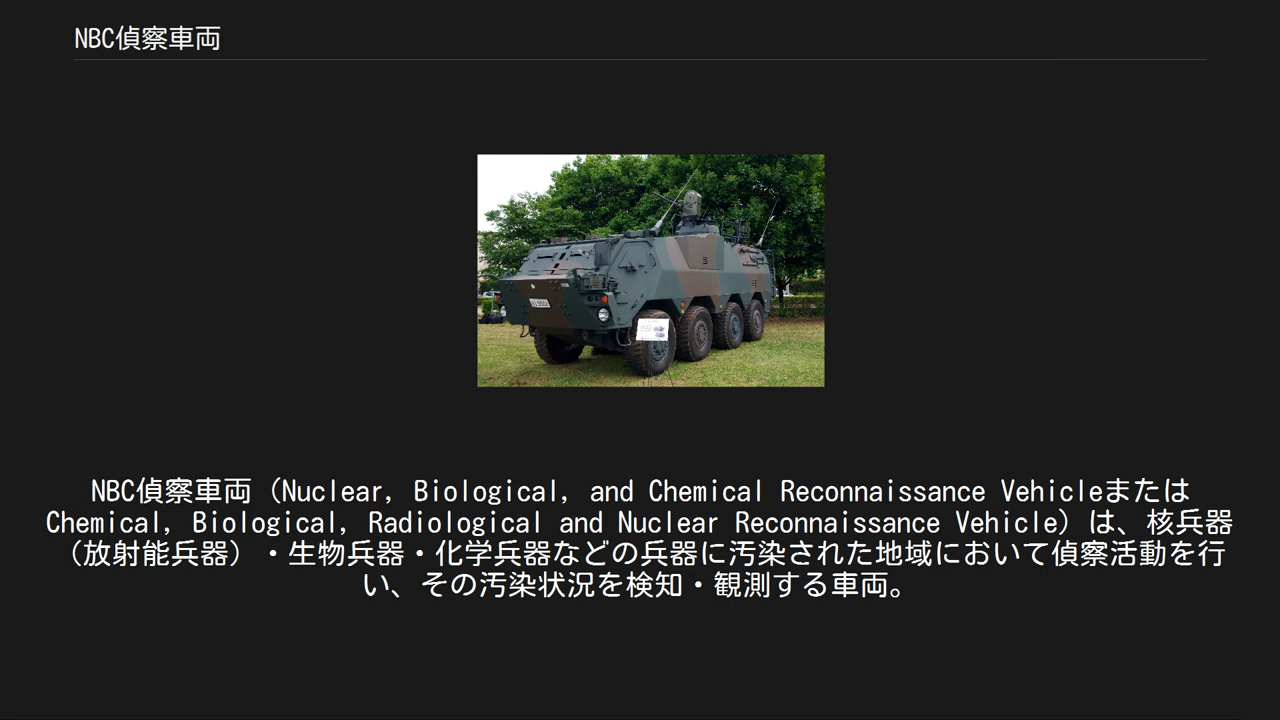 NBC偵察車両
NBC偵察車両（Nuclear, Biological, and Chemical Reconnaissance Vehicleまたは
Chemical, Biological, Radiological and Nuclear Reconnaissance Vehicle）は、核兵器
（放射能兵器）・生物兵器・化学兵器などの兵器に汚染された地域において偵察活動を行
い、その汚染状況を検知・観測する車両。